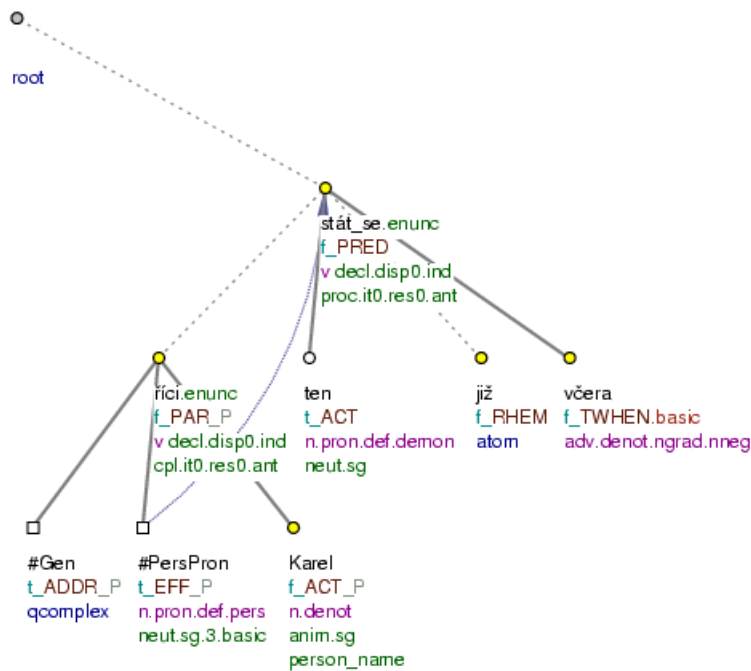 root
stát_se.enunc
f_PRED
v decl.disp0.ind
proc.it0.res0.ant
říci.enunc
f_PAR_P
v decl.disp0.ind
cpl.it0.res0.ant
ten
t_ACT
n.pron.def.demon
neut.sg
již
f_RHEM
atom
včera
f_TWHEN.basic
adv.denot.ngrad.nneg
#Gen
t_ADDR_P
qcomplex
#PersPron
t_EFF_P
n.pron.def.pers
neut.sg.3.basic
Karel
f_ACT_P
n.denot
anim.sg
person_name